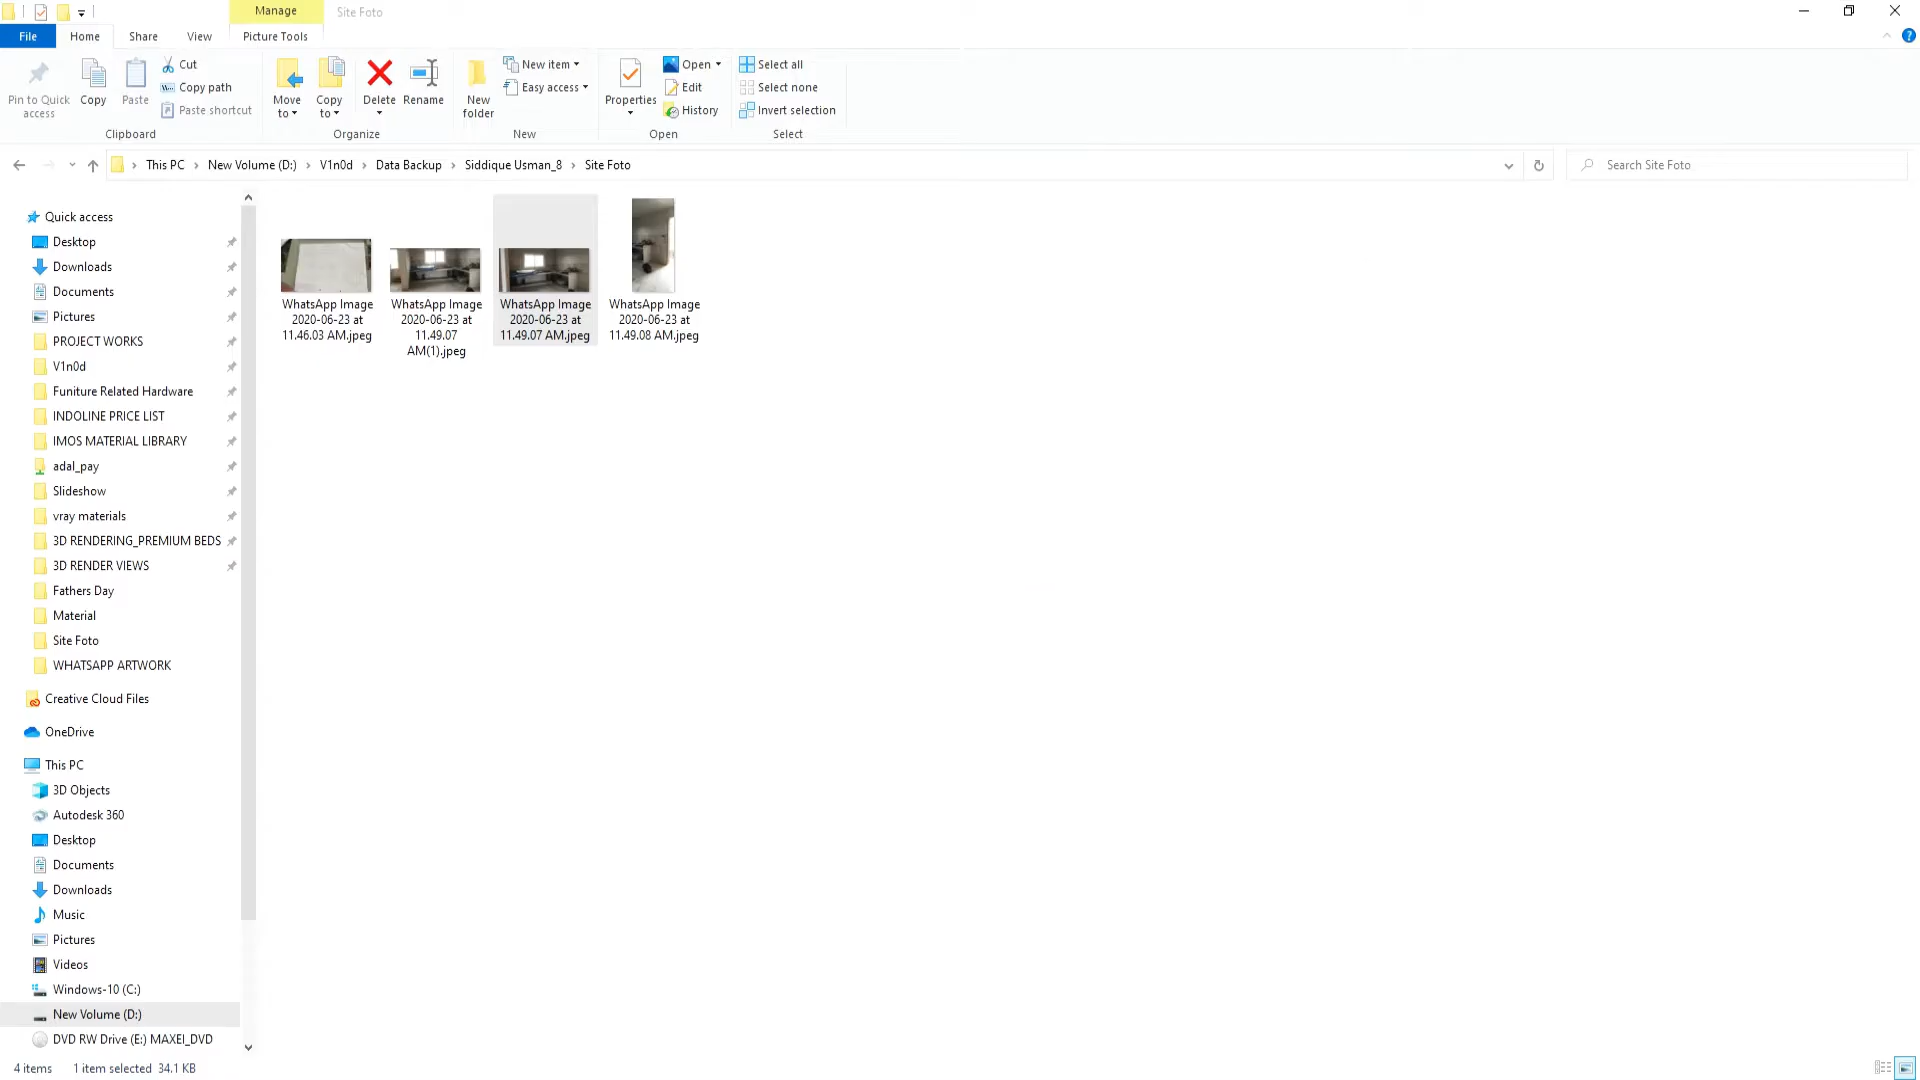 Manage
Site Foto
File
Home
Share
View
Picture Tools
Pin to Quick
access
Copy
Paste
Cut
Copy path
Paste shortcut
Clipboard
Move
to
Copy
to
Delete
Rename
Organize
New
folder
New item
Easy access
New
Properties
Open
Edit
History
Open
Select all
Select none
Invert selection
Select
This PC
New Volume (D:)
V1n0d
Data Backup
Siddique Usman_8
Site Foto
Search Site Foto
Quick access
Desktop
Downloads
Documents
Pictures
PROJECT WORKS
V1n0d
Funiture Related Hardware
INDOLINE PRICE LIST
IMOS MATERIAL LIBRARY
adal_pay
Slideshow
vray materials
3D RENDERING_PREMIUM BEDS
3D RENDER VIEWS
Fathers Day
Material
Site Foto
WHATSAPP ARTWORK
Creative Cloud Files
OneDrive
This PC
3D Objects
Autodesk 360
Desktop
Documents
Downloads
Music
Pictures
Videos
Windows-10 (C:)
New Volume (D:)
DVD RW Drive (E:) MAXEI_DVD
WhatsApp Image
2020-06-23 at
11.46.03 AM.jpeg
WhatsApp Image
2020-06-23 at
11.49.07
AM(1).jpeg
WhatsApp Image
2020-06-23 at
11.49.07 AM.jpeg
WhatsApp Image
2020-06-23 at
11.49.08 AM.jpeg
4 items
1 item selected 34.1 KB